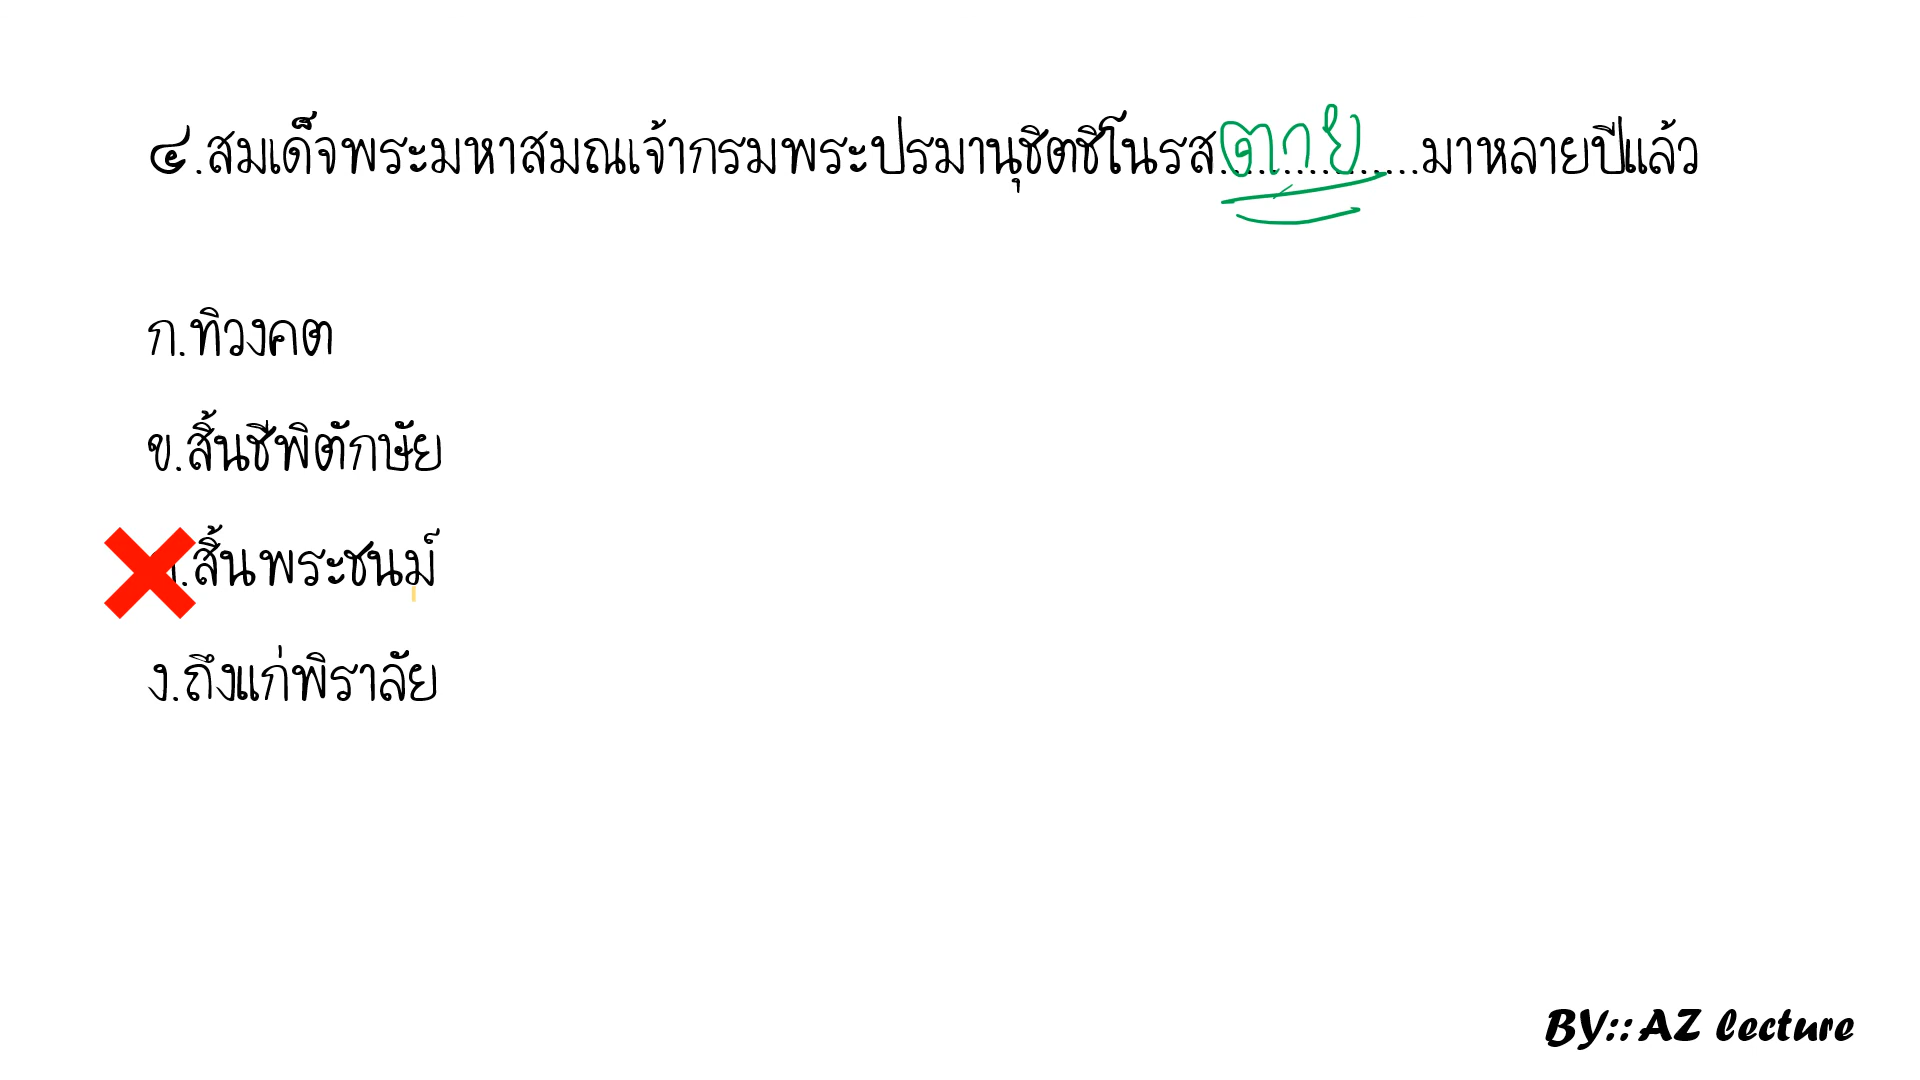 ๔.สมเด็จพระมหาสมณเจ้ากรมพระปรมานุชิตชิโนรส...ตาย...มาหลายปีแล้ว
ก.ทิวงคต
ข.สิ้นชีพิตักษัย
.สิ้นพระชนม์
ง.ถึงแก่พิราลัย
BY:: AZ lecture